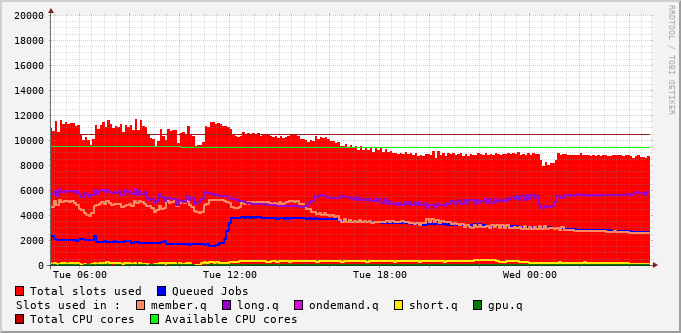 RRDTOOL / TOBI OETIKER
20000
18000
16000
14000
12000
10000
8000
6000
4000
2000
0
Tue 06:00 Tue 12:00 Tue 18:00 Wed 00:00
Total slots used Queued Jobs
Slots used in : member.q long.q ondemand.q short.q gpu.q
Total CPU cores Available CPU cores